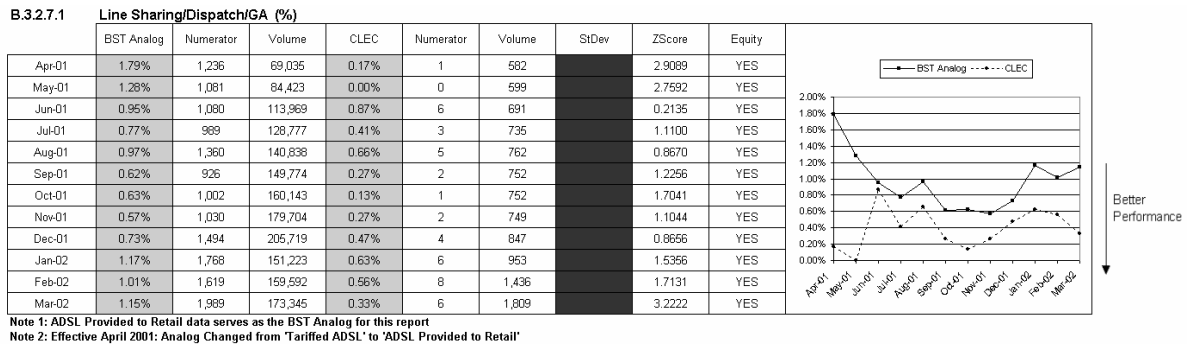 B.3.2.7.1 Line Sharing/Dispatch/GA (%)
BST Analog Numerator Volume CLEC Numerator Volume StDev ZScore Equity
Apr-01 1.79% 1,236 69,035 0.17% 1 582 2.9089 YES
May-01 1.28% 1,081 84,423 0.00% 0 599 2.7592 YES
Jun-01 0.95% 1,080 113,969 0.87% 6 691 0.2135 YES
Jul-01 0.77% 989 128,777 0.41% 3 735 1.1100 YES
Aug-01 0.97% 1,360 140,838 0.66% 5 762 0.8670 YES
Sep-01 0.62% 926 149,774 0.27% 2 752 1.2256 YES
Oct-01 0.63% 1,002 160,143 0.13% 1 752 1.7041 YES
Nov-01 0.57% 1,030 179,704 0.27% 2 749 1.1044 YES
Dec-01 0.73% 1,494 205,719 0.47% 4 847 0.8656 YES
Jan-02 1.17% 1,768 151,223 0.63% 6 953 1.5356 YES
Feb-02 1.01% 1,619 159,592 0.56% 8 1,436 1.7131 YES
Mar-02 1.15% 1,989 173,345 0.33% 6 1,809 3.2222 YES
BST Analog CLEC
2.00%
1.80%
1.60%
1.40%
1.20%
1.00%
0.80%
0.60%
0.40%
0.20%
0.00%
Apr-01 May-01 Jun-01 Jul-01 Aug-01 Sep-01 Oct-01 Nov-01 Dec-01 Jan-02 Feb-02 Mar-02
Better
Performance
Note 1: ADSL Provided to Retail data serves as the BST Analog for this report
Note 2: Effective April 2001: Analog Changed from 'Tariffed ADSL' to 'ADSL Provided to Retail'